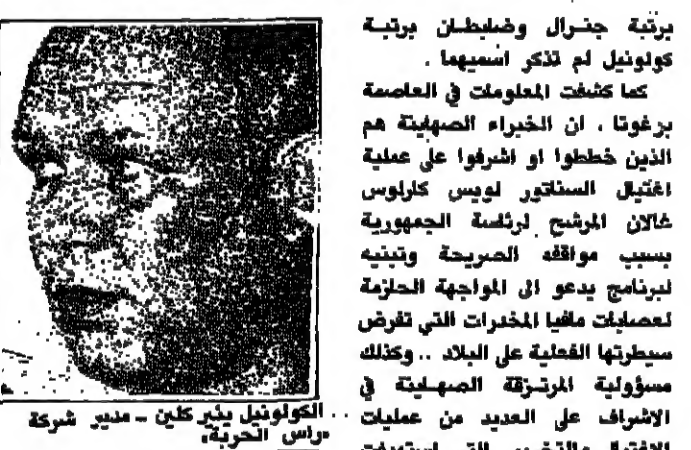 برتبة جنرال وضابطان برتبة
كولونيل لم تذكر اسميهما .
كما كشفت المعلومات في العاصمة
برغوتا ، ان الخبراء الصهاينة هم
الذين خططوا او اشرفوا على عملية
اغتيال السناتور لويس كارلوس
غالان المرشح لرئاسة الجمهورية
بسبب مواقفه الصريحة وتبنيه
لبرنامج يدعو الى المواجهة الحازمة
لعصابات مافيا المخدرات التي تفرض
سيطرتها الفعلية على البلاد .. وكذلك
مسؤولية المرتزقة الصهاينة في
الاشراف على العديد من عمليات
الكولونيل يئير كلين - مدير شركة
«راس الحربة»